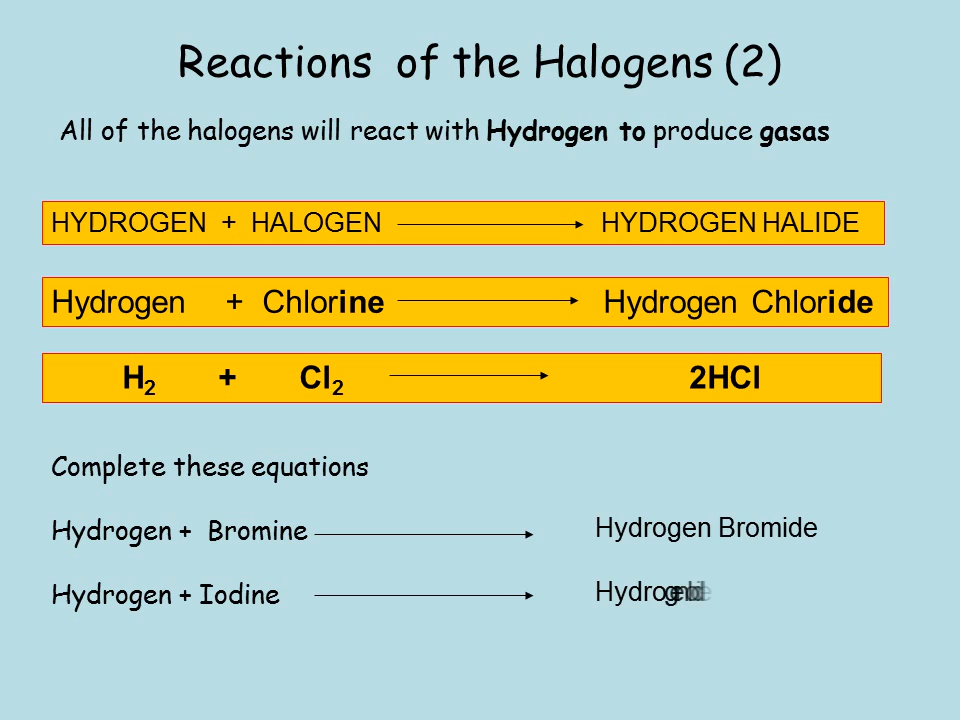 Reactions of the Halogens (2)
All of the halogens will react with Hydrogen to produce gasas
HYDROGEN + HALOGEN HYDROGEN HALIDE
Hydrogen + Chlorine Hydrogen Chloride
H₂ + Cl₂ 2HCl
Complete these equations
Hydrogen + Bromine Hydrogen Bromide
Hydrogen + Iodine